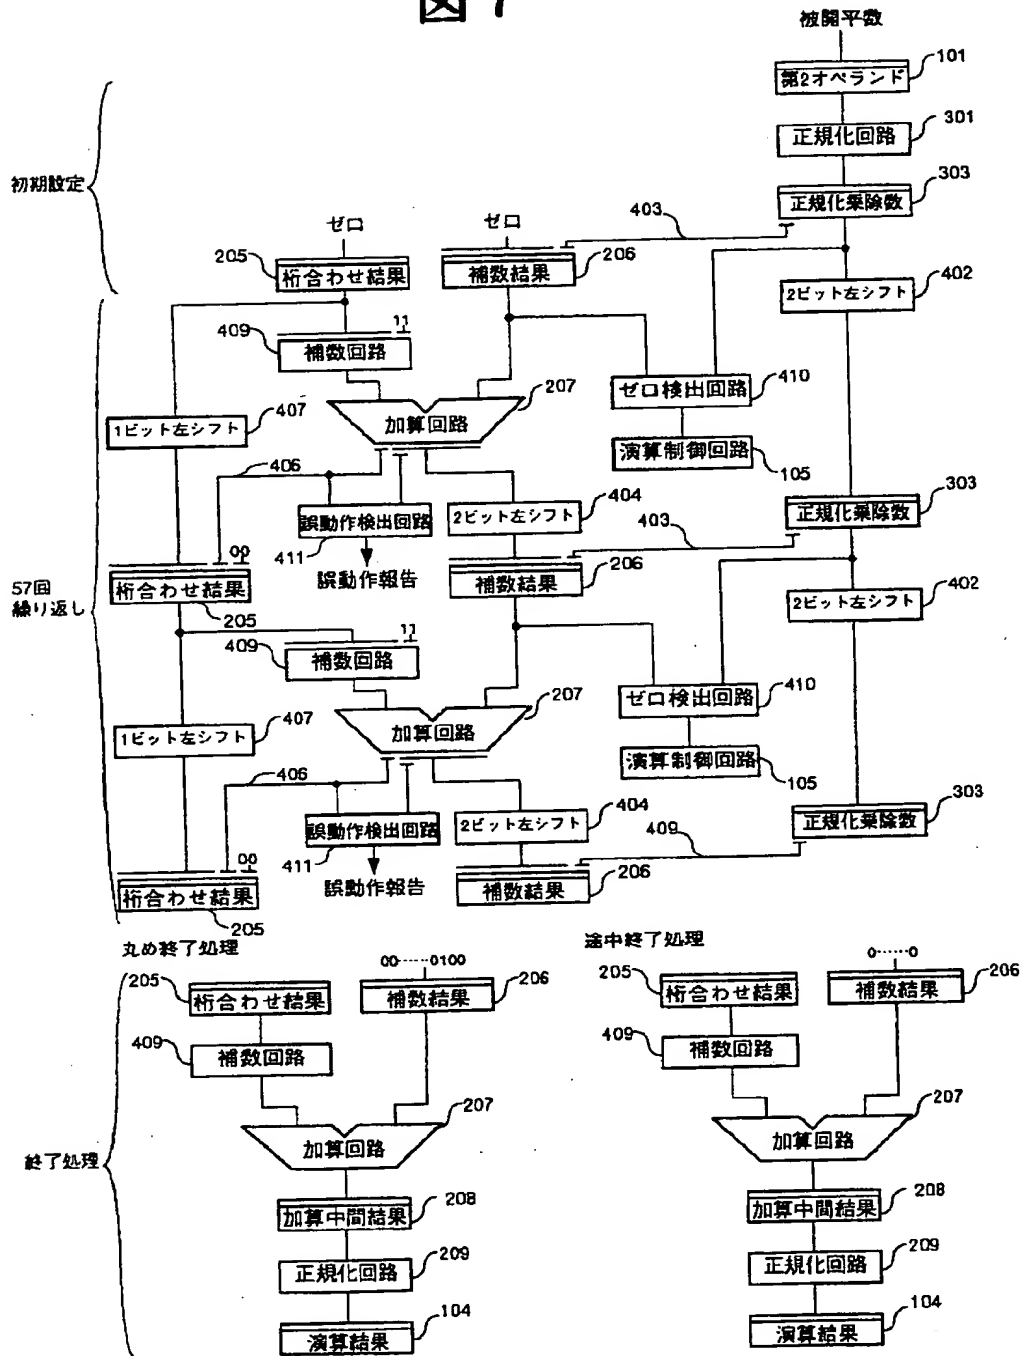 図7
被開平数
第2オペランド
101
正規化回路
301
初期設定
正規化乗除数
303
ゼロ
ゼロ
403
205
桁合わせ結果
補数結果
206
2ビット左シフト
402
409
11
補数回路
ゼロ検出回路
410
207
加算回路
1ビット左シフト
407
演算制御回路
105
406
誤動作検出回路
411
2ビット左シフト
404
403
正規化乗除数
303
00
誤動作報告
57回
繰り返し
桁合わせ結果
205
補数結果
206
2ビット左シフト
402
409
11
補数回路
ゼロ検出回路
410
207
加算回路
1ビット左シフト
407
演算制御回路
105
406
誤動作検出回路
411
2ビット左シフト
404
409
正規化乗除数
303
00
誤動作報告
桁合わせ結果
205
補数結果
206
丸め終了処理
途中終了処理
205
桁合わせ結果
00······0100
補数結果
206
205
桁合わせ結果
0······0
補数結果
206
409
補数回路
409
補数回路
207
加算回路
207
加算回路
終了処理
加算中間結果
208
加算中間結果
208
正規化回路
209
正規化回路
209
演算結果
104
演算結果
104